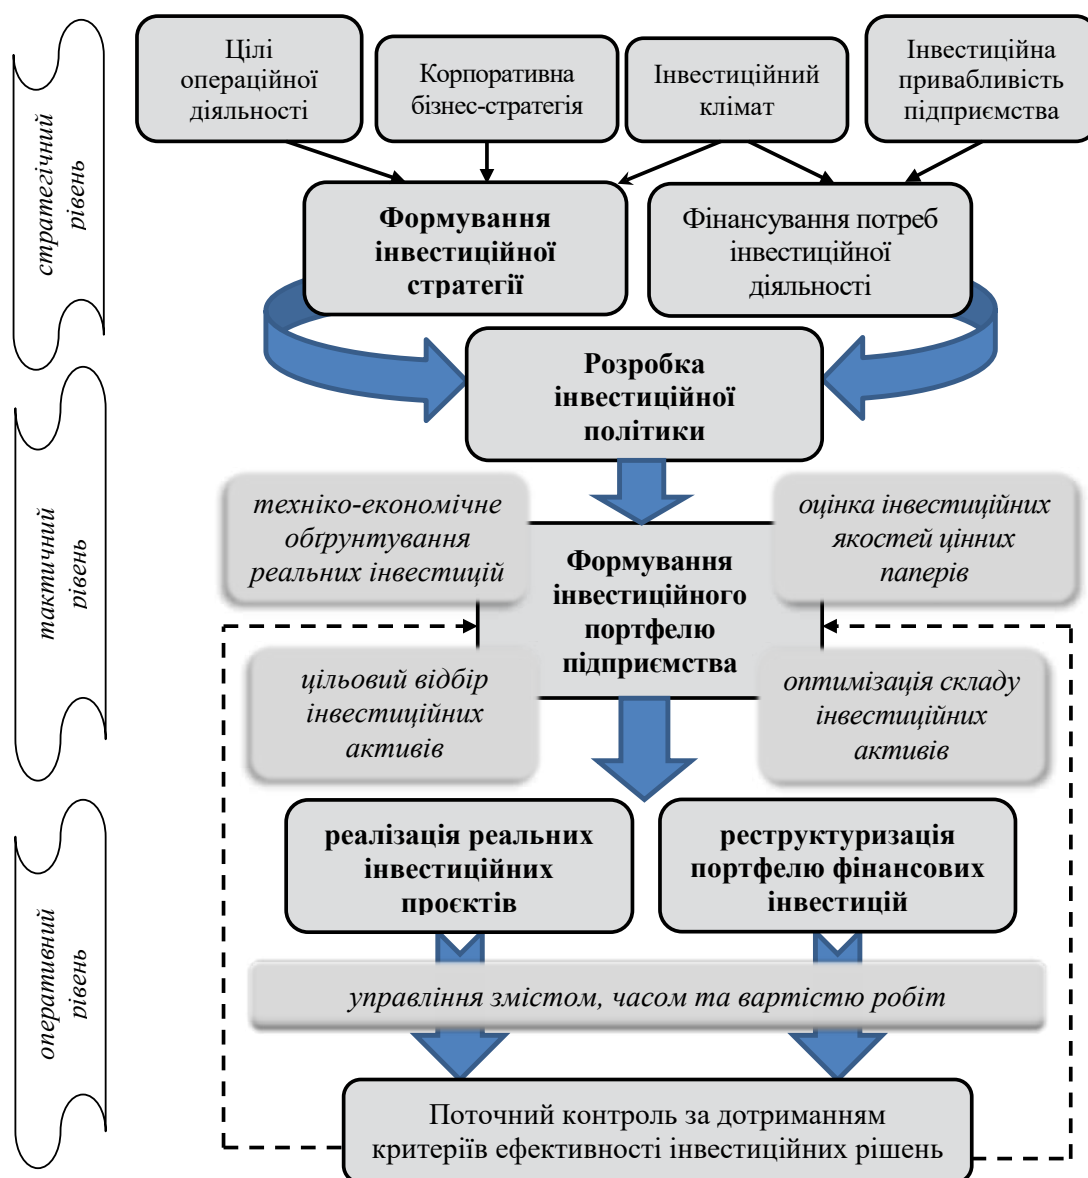 стратегічний
рівень
Цілі
операційної
діяльності
Корпоративна
бізнес-стратегія
Інвестиційний
клімат
Інвестиційна
привабливість
підприємства
Формування
інвестиційної
стратегії
Фінансування потреб
інвестиційної
діяльності
Розробка
інвестиційної
політики
тактичний
рівень
техніко-економічне
обґрунтування
реальних інвестицій
оцінка інвестиційних
якостей цінних
паперів
Формування
інвестиційного
портфелю
підприємства
цільовий відбір
інвестиційних
активів
оптимізація складу
інвестиційних
активів
оперативний
рівень
реалізація реальних
інвестиційних
проєктів
реструктуризація
портфелю фінансових
інвестицій
управління змістом, часом та вартістю робіт
Поточний контроль за дотриманням
критеріїв ефективності інвестиційних рішень